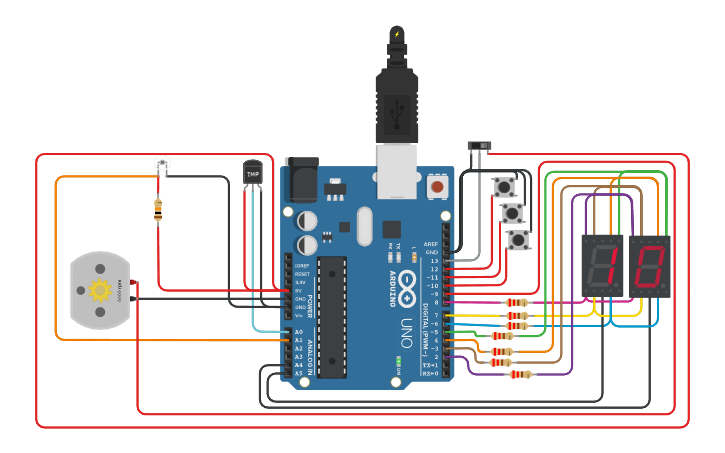 TMP
AREF
GND
13
12
~11
~10
~9
8
7
~6
~5
4
~3
2
TX→1
RX←0
DIGITAL (PWM~)
L
TX
RX
ARDUINO
UNO
ON
IOREF
RESET
3.3V
5V
GND
GND
Vin
POWER
A0
A1
A2
A3
A4
A5
ANALOG IN